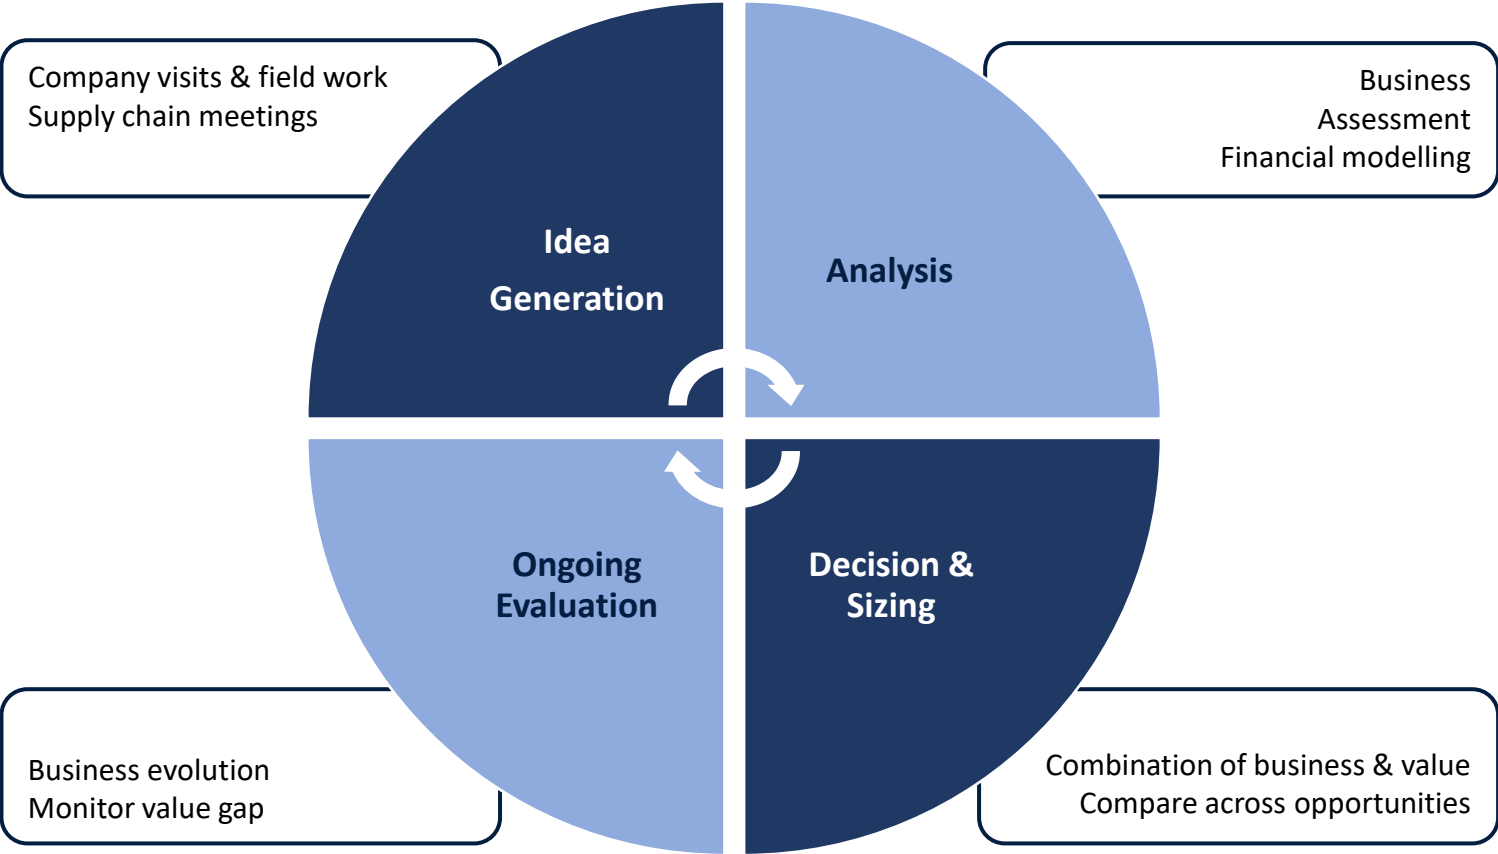 Company visits & field work
Supply chain meetings
Business
Assessment
Financial modelling
Idea
Generation
Analysis
Ongoing
Evaluation
Decision &
Sizing
Business evolution
Monitor value gap
Combination of business & value
Compare across opportunities